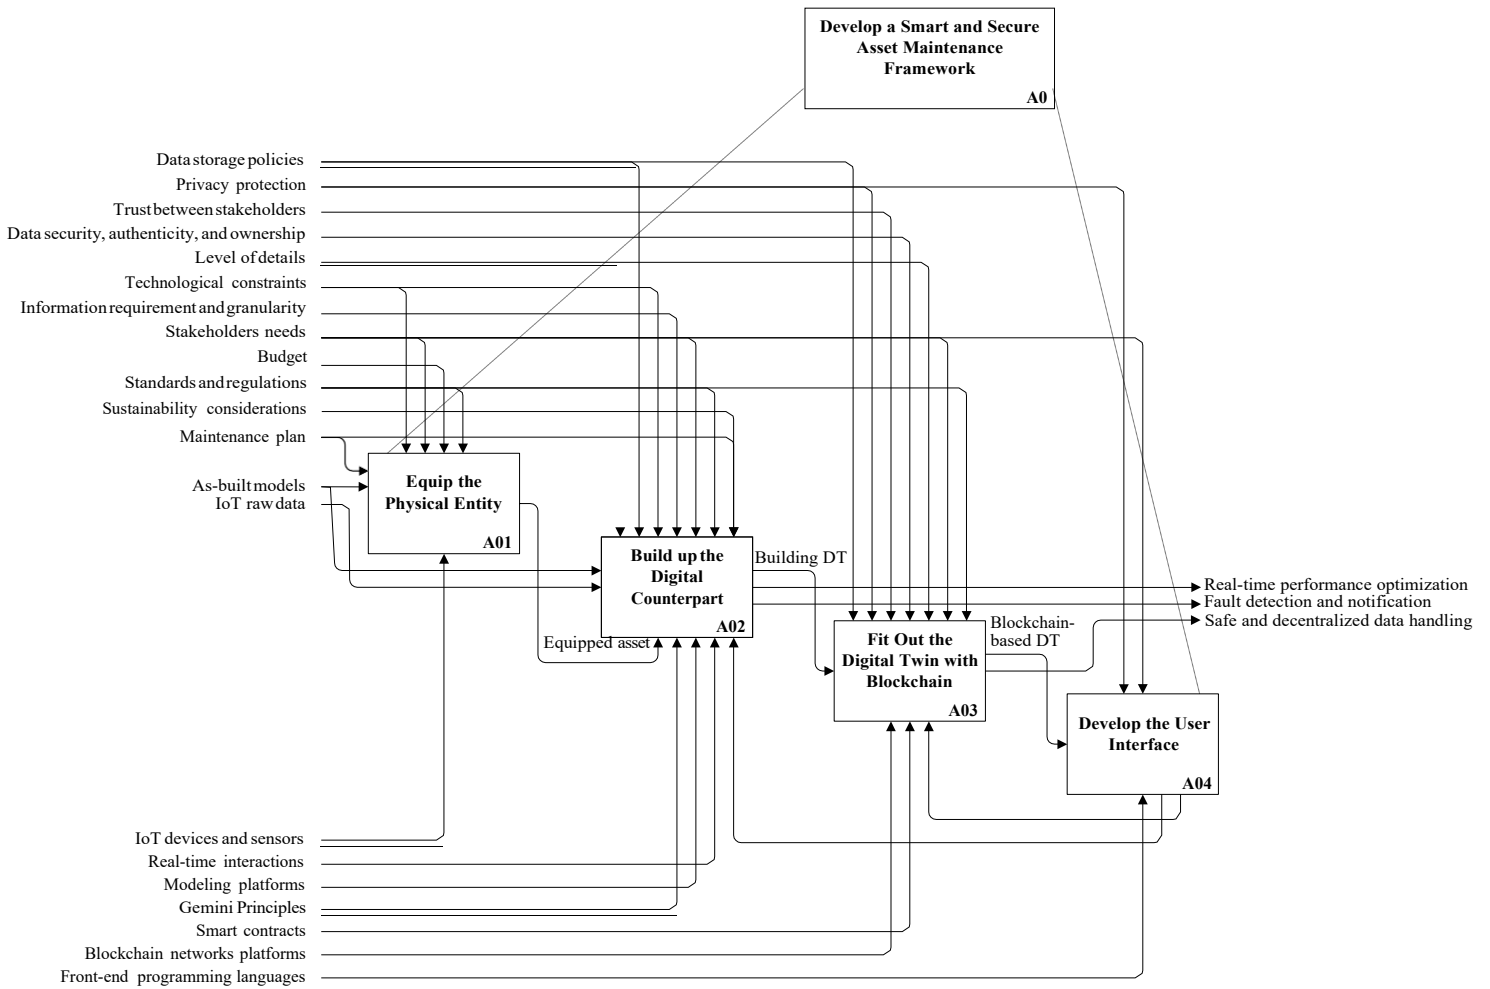 Develop a Smart and Secure
Asset Maintenance
Framework
A0
Data storage policies
Privacy protection
Trust between stakeholders
Data security, authenticity, and ownership
Level of details
Technological constraints
Information requirement and granularity
Stakeholders needs
Budget
Standards and regulations
Sustainability considerations
Maintenance plan
As-built models
IoT raw data
Equip the
Physical Entity
A01
Build up the
Digital
Counterpart
A02
Building DT
Equipped asset
Real-time performance optimization
Fault detection and notification
Safe and decentralized data handling
Fit Out the
Digital Twin with
Blockchain
A03
Blockchain-
based DT
Develop the User
Interface
A04
IoT devices and sensors
Real-time interactions
Modeling platforms
Gemini Principles
Smart contracts
Blockchain networks platforms
Front-end programming languages